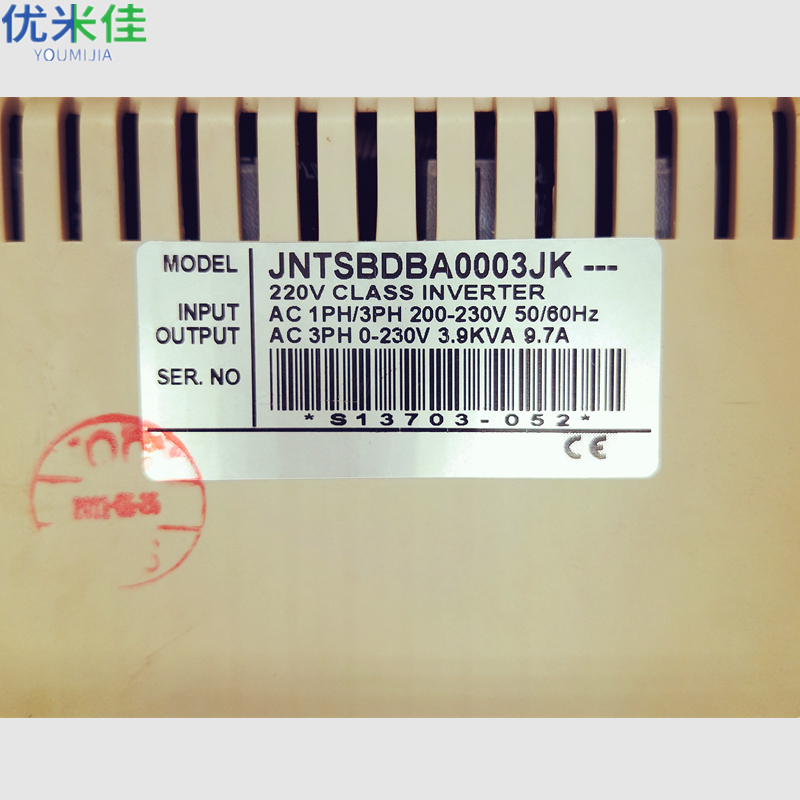 优米佳
YOUMIJIA
MODEL JNTSBDBA0003JK ---
220V CLASS INVERTER
INPUT AC 1PH/3PH 200-230V 50/60Hz
OUTPUT AC 3PH 0-230V 3.9KVA 9.7A
SER. NO
*S13703-052*
CE